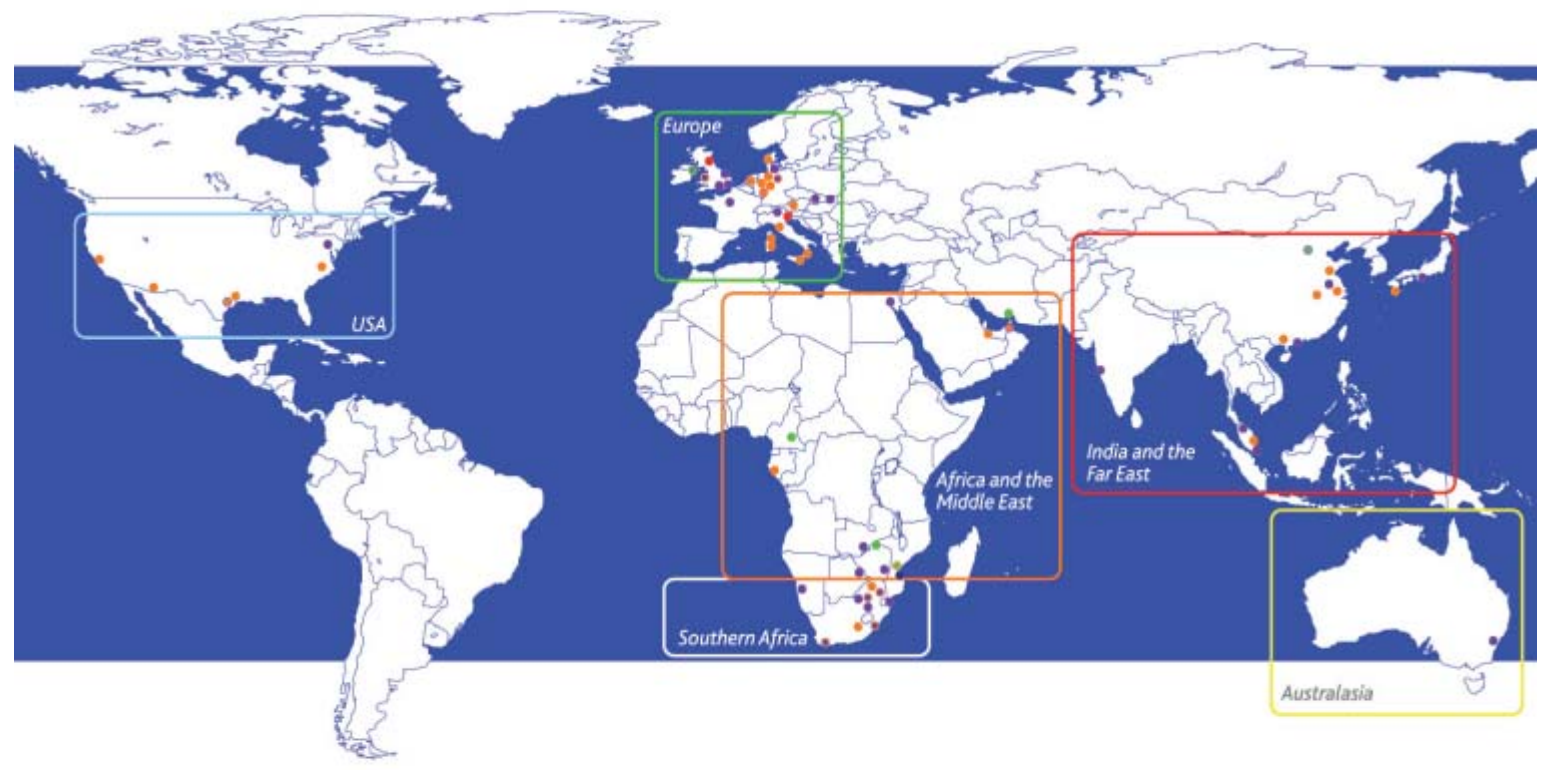 Europe
USA
India and the
Far East
Africa and the
Middle East
Southern Africa
Australasia